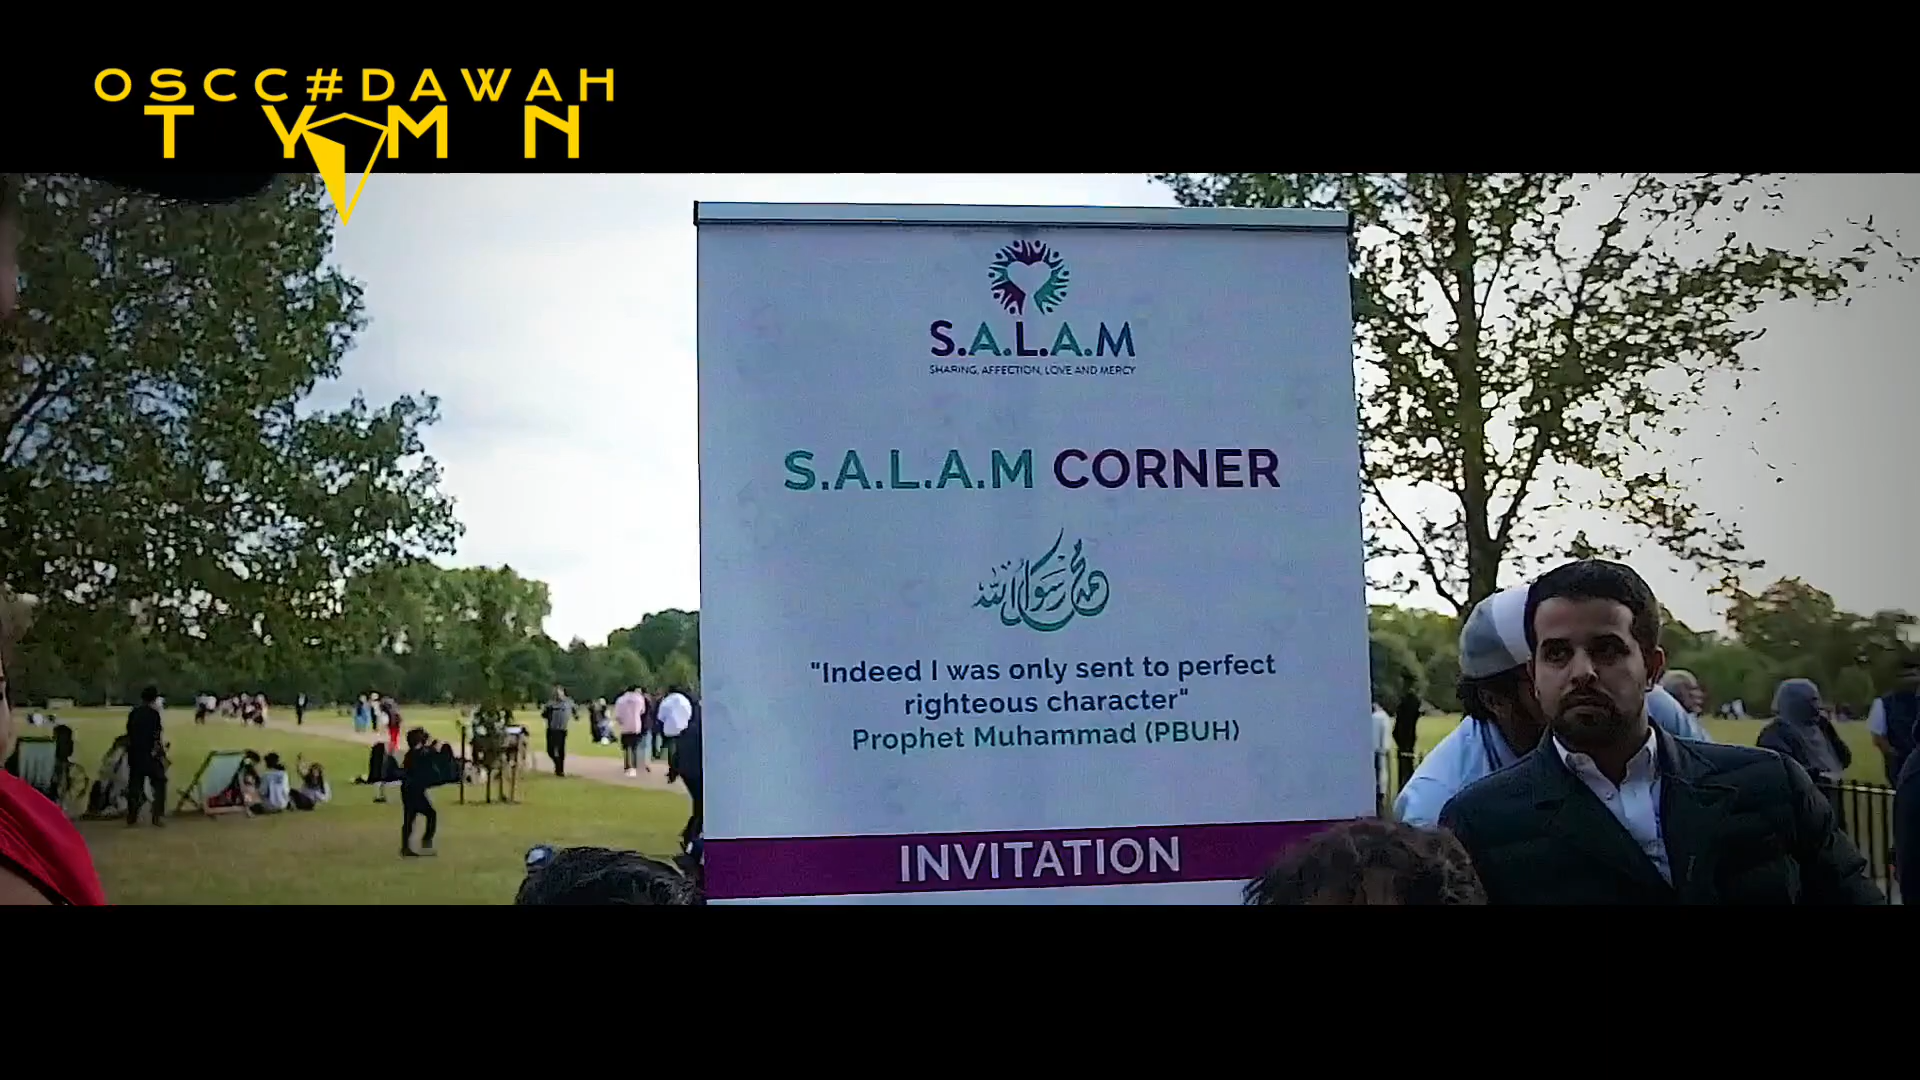 OSCC#DAWAH
TYMN
S.A.L.A.M
SHARING, AFFECTION, LOVE AND MERCY
S.A.L.A.M CORNER
محمد رسول الله
"Indeed I was only sent to perfect
righteous character"
Prophet Muhammad (PBUH)
INVITATION